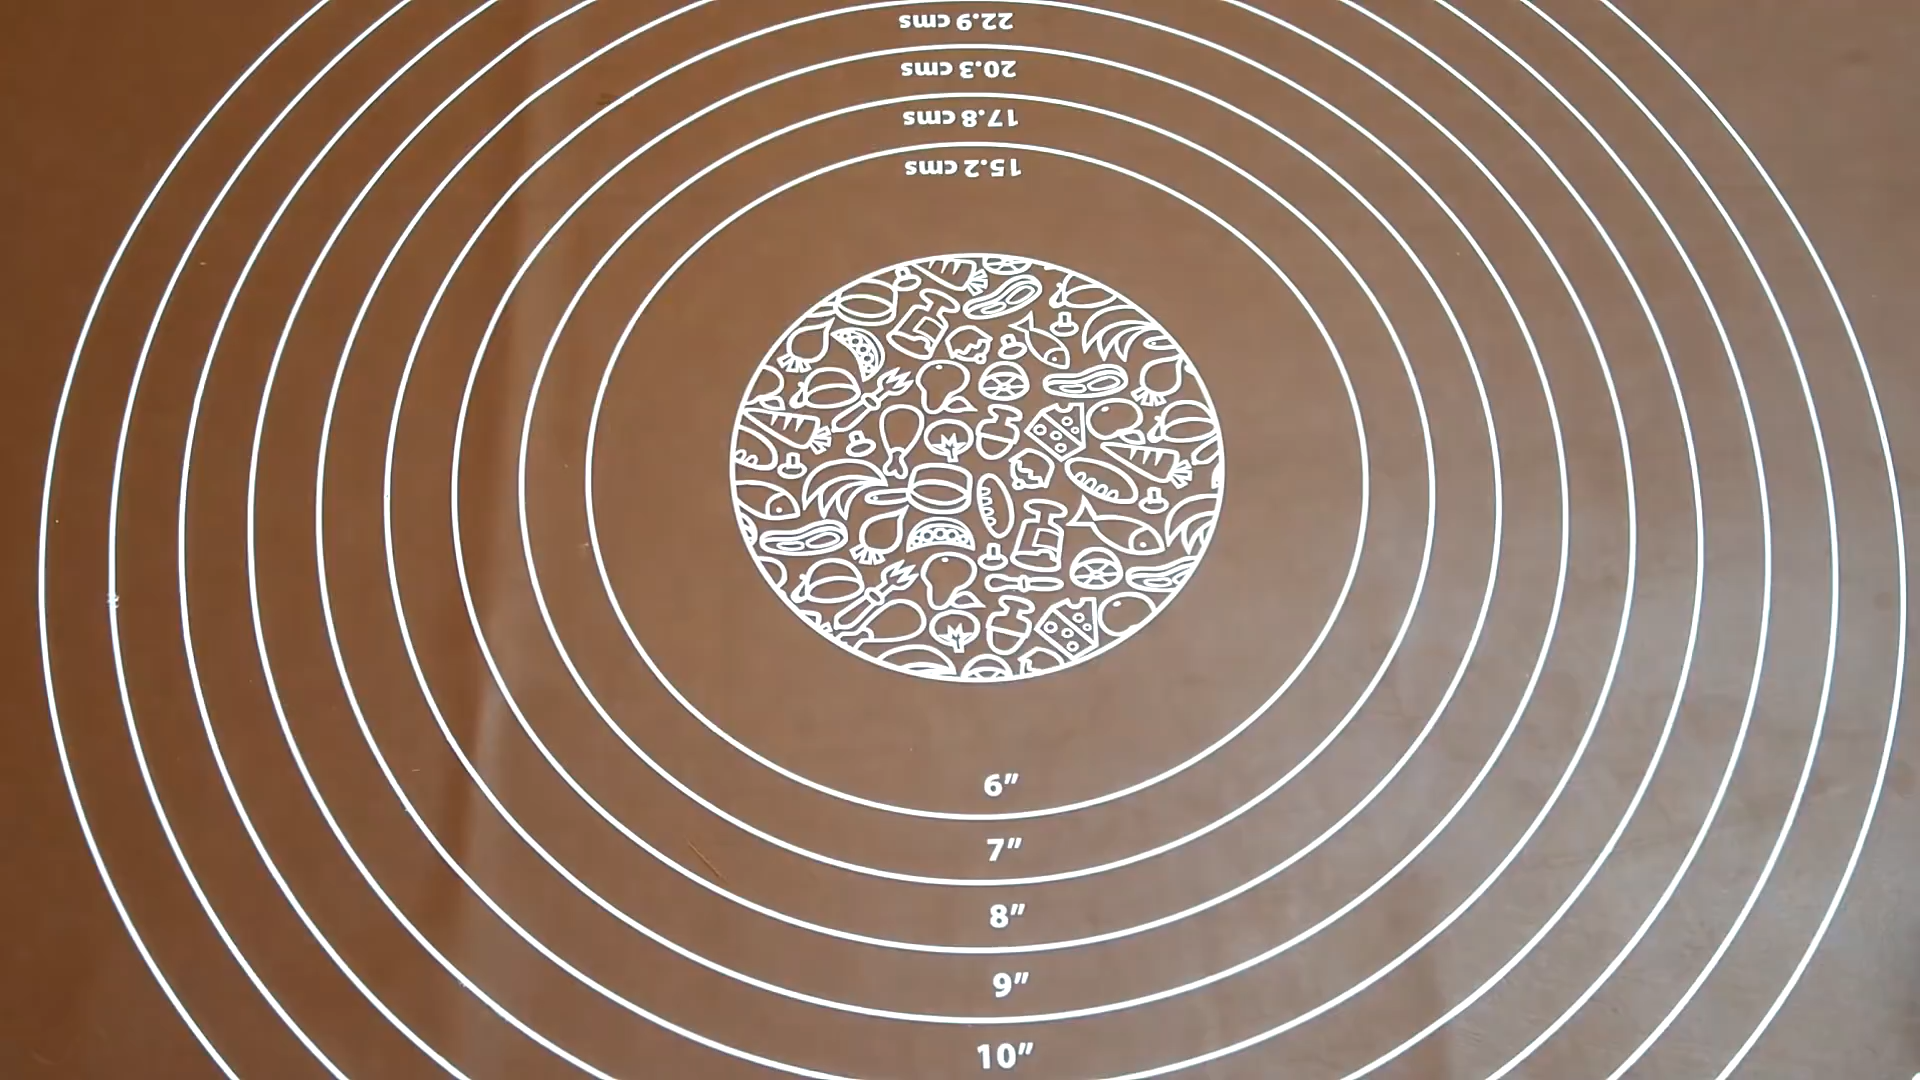 22.9 cms
20.3 cms
17.8 cms
15.2 cms
6”
7”
8”
9”
10”